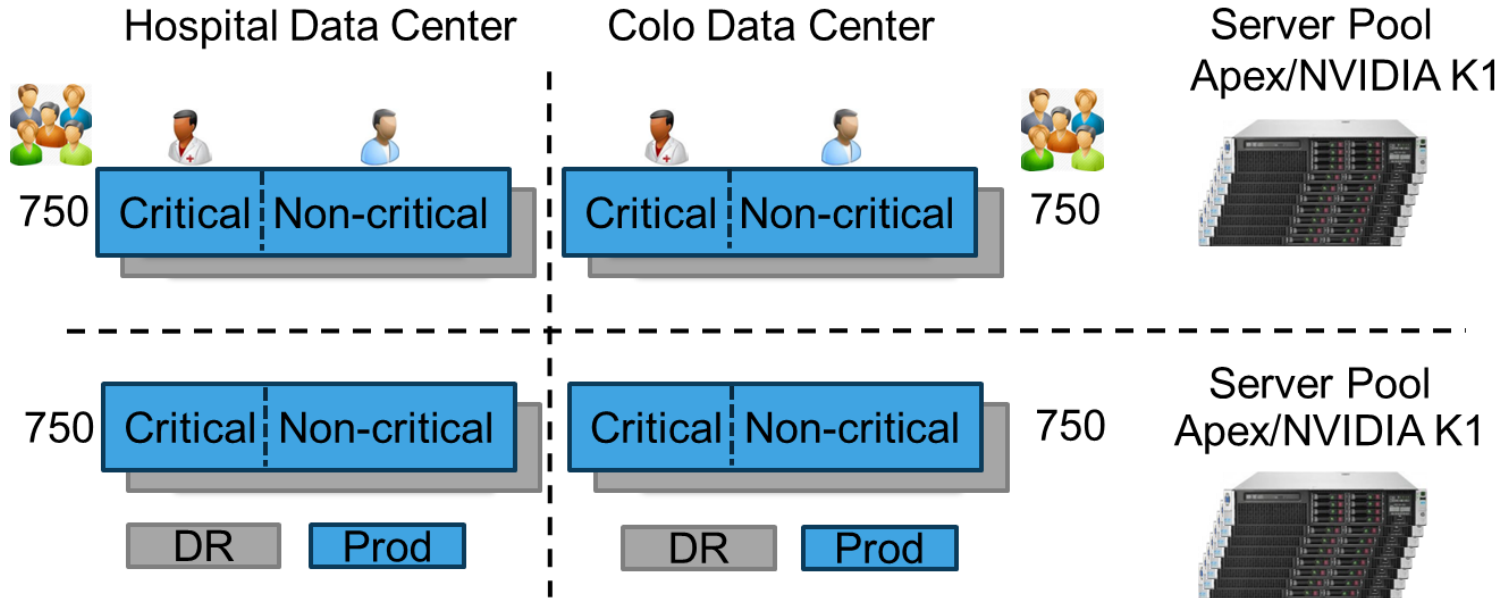 Hospital Data Center
Colo Data Center
Server Pool
Apex/NVIDIA K1
750
Critical
Non-critical
Critical
Non-critical
750
750
Critical
Non-critical
Critical
Non-critical
750
Server Pool
Apex/NVIDIA K1
DR
Prod
DR
Prod